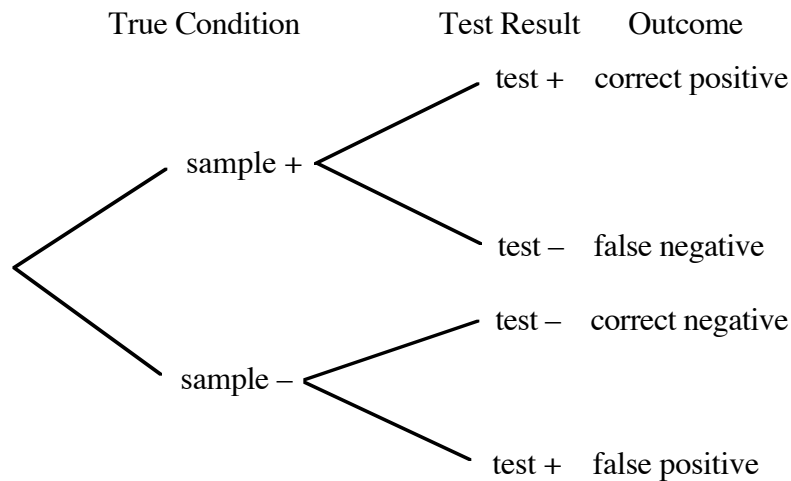 True Condition Test Result Outcome
test + correct positive
sample +
test – false negative
test – correct negative
sample –
test + false positive